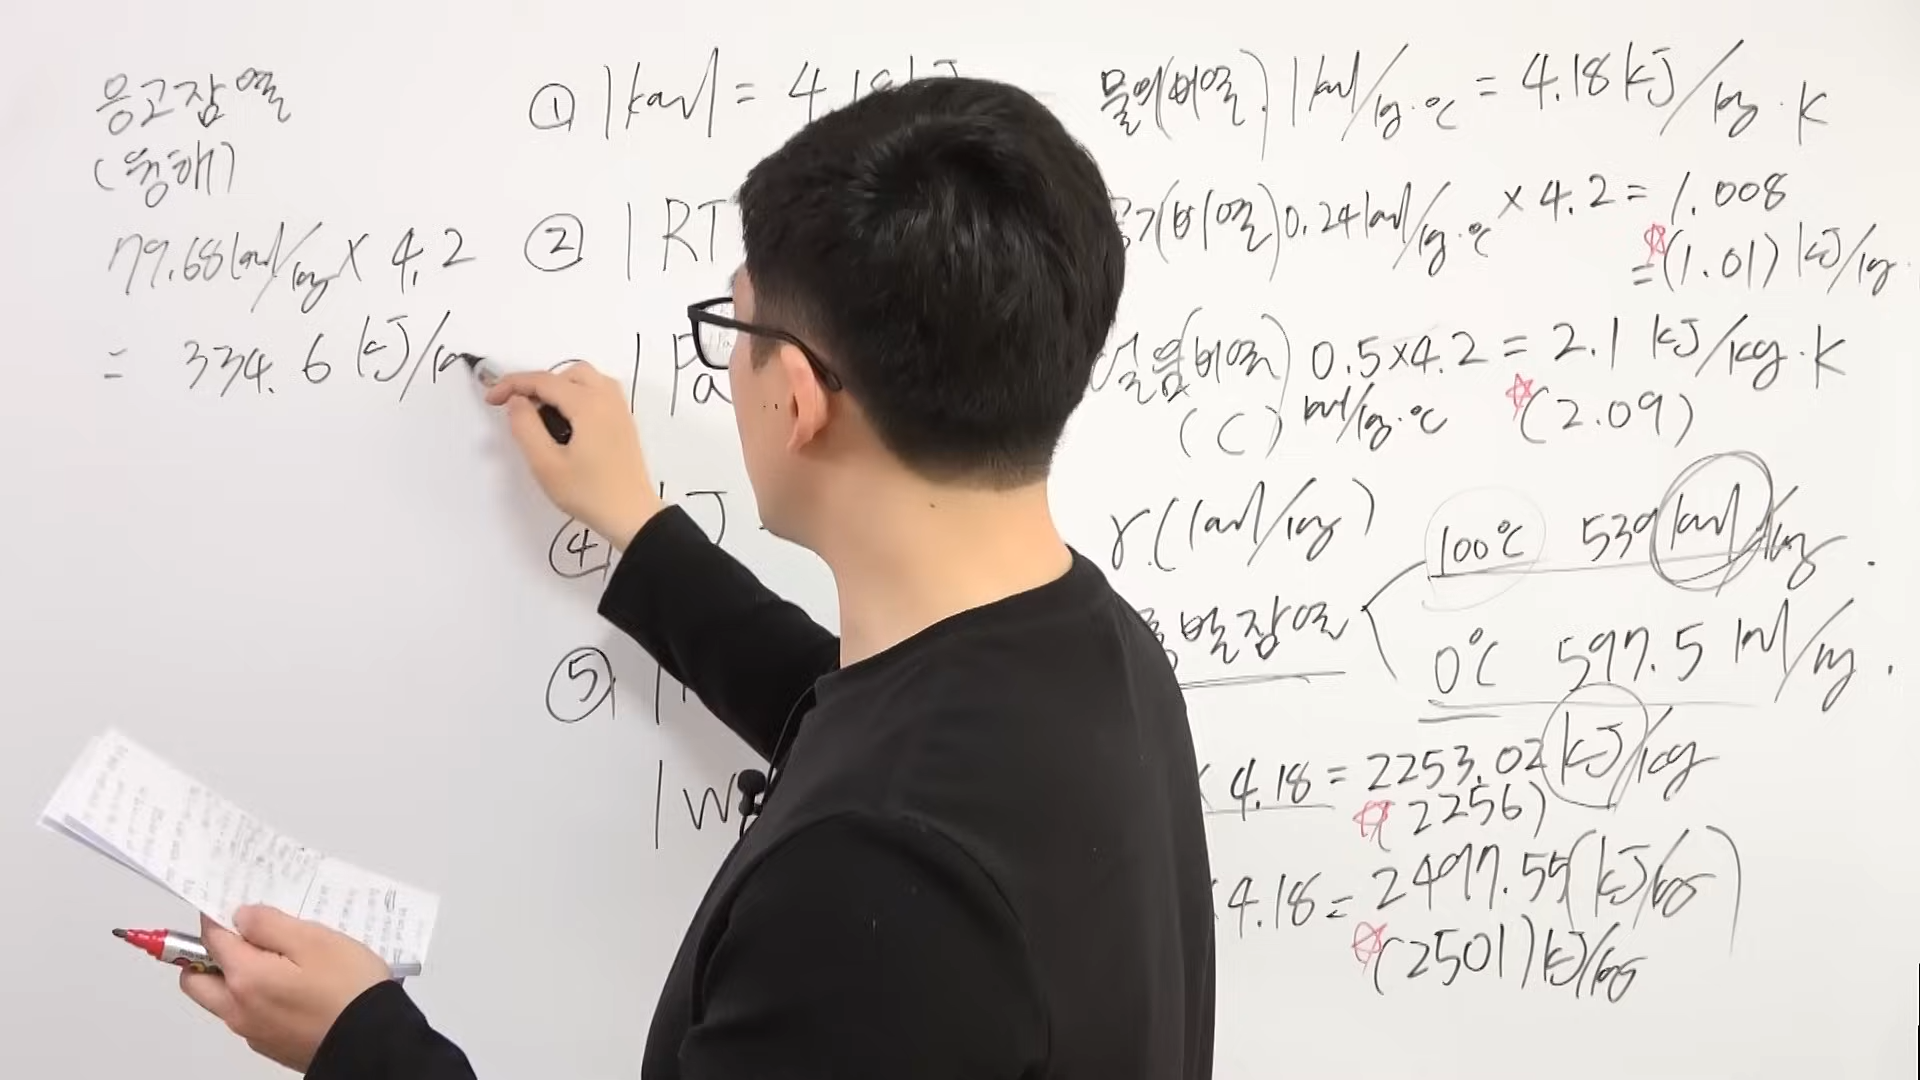 응고잠열
(융해)
79.68kcal/kg × 4.2
= 334.6 kJ/kg
① 1kcal = 4.18kJ
② 1RT
1Pa
④ 1J
⑤ 1
1W
물의(비열). 1kcal/kg·℃ = 4.18kJ/kg·K
공기(비열)0.24kcal/kg·℃ × 4.2 = 1.008
=(1.01) kJ/kg·
얼음(비열) 0.5×4.2 = 2.1 kJ/kg·K
(C) kcal/kg·℃ (2.09)
r.(kcal/kg)
증발잠열
100℃ 539kcal/kg.
0℃ 597.5 kcal/kg.
× 4.18 = 2253.02 kJ/kg
(2256)
× 4.18 = 2497.55(kJ/kg)
(2501)kJ/kg